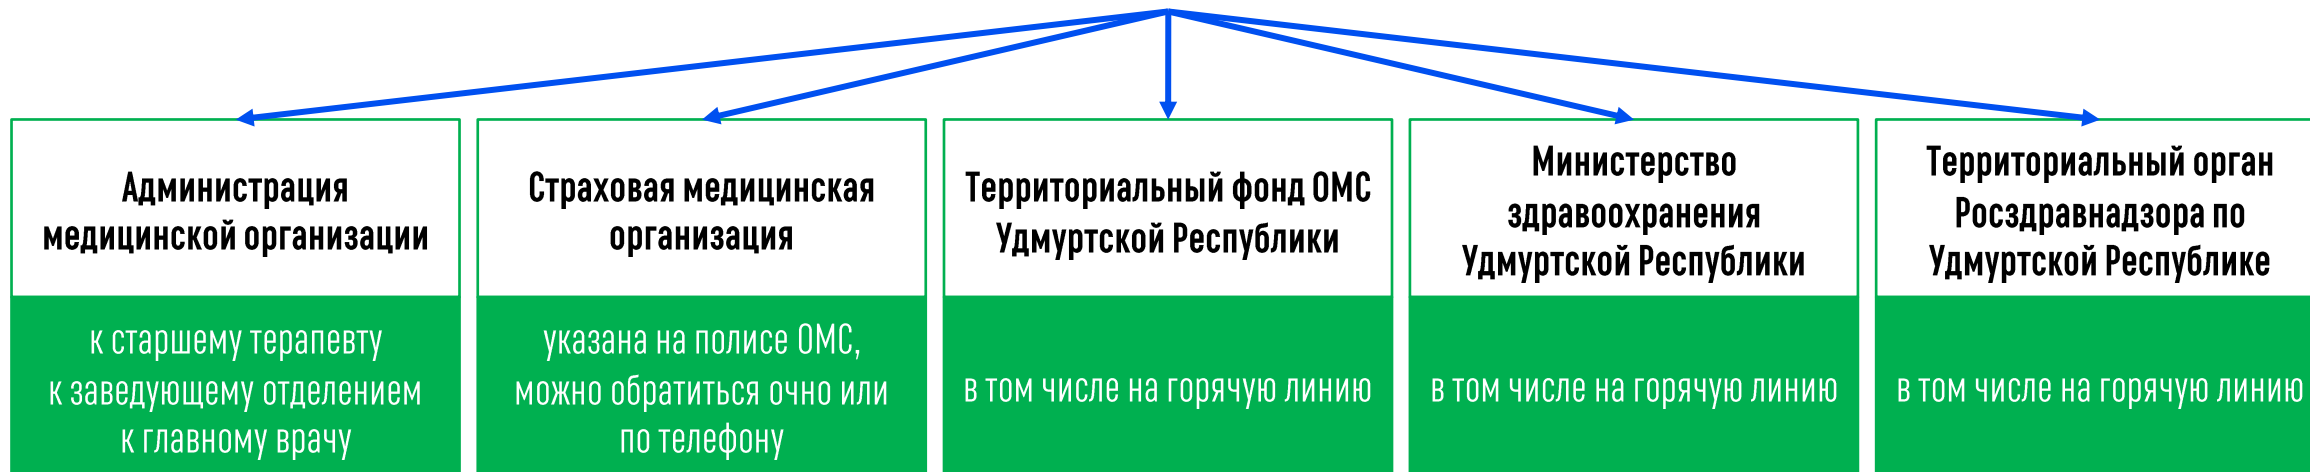 Администрация
медицинской организации
к старшему терапевту
к заведующему отделением
к главному врачу
Страховая медицинская
организация
указана на полисе ОМС,
можно обратиться очно или
по телефону
Территориальный фонд ОМС
Удмуртской Республики
в том числе на горячую линию
Министерство
здравоохранения
Удмуртской Республики
в том числе на горячую линию
Территориальный орган
Росздравнадзора по
Удмуртской Республике
в том числе на горячую линию